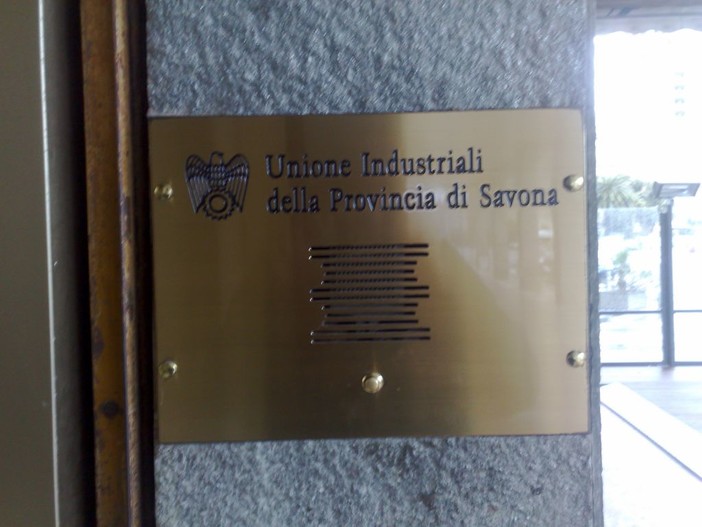 Unione Industriali
della Provincia di Savona